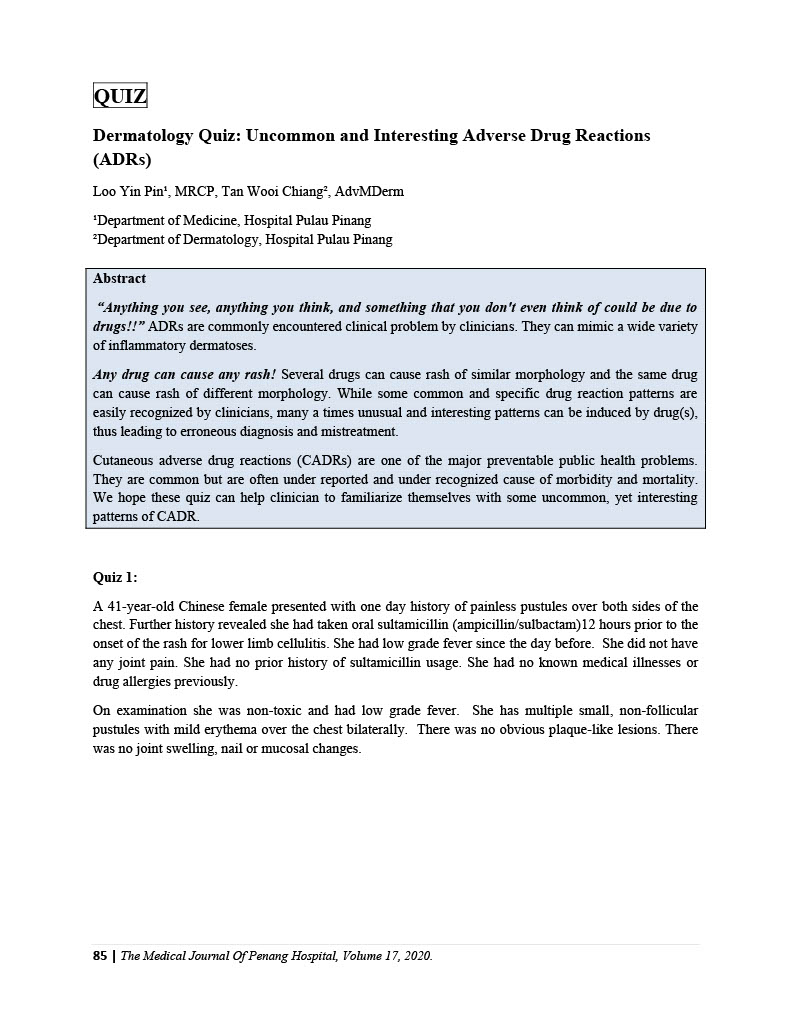 QUIZ
Dermatology Quiz: Uncommon and Interesting Adverse Drug Reactions
(ADRs)
Loo Yin Pin¹, MRCP, Tan Wooi Chiang², AdvMDerm
¹Department of Medicine, Hospital Pulau Pinang
²Department of Dermatology, Hospital Pulau Pinang
Abstract
“Anything you see, anything you think, and something that you don't even think of could be due to
drugs!!” ADRs are commonly encountered clinical problem by clinicians. They can mimic a wide variety
of inflammatory dermatoses.
Any drug can cause any rash! Several drugs can cause rash of similar morphology and the same drug
can cause rash of different morphology. While some common and specific drug reaction patterns are
easily recognized by clinicians, many a times unusual and interesting patterns can be induced by drug(s),
thus leading to erroneous diagnosis and mistreatment.
Cutaneous adverse drug reactions (CADRs) are one of the major preventable public health problems.
They are common but are often under reported and under recognized cause of morbidity and mortality.
We hope these quiz can help clinician to familiarize themselves with some uncommon, yet interesting
patterns of CADR.
Quiz 1:
A 41-year-old Chinese female presented with one day history of painless pustules over both sides of the
chest. Further history revealed she had taken oral sultamicillin (ampicillin/sulbactam)12 hours prior to the
onset of the rash for lower limb cellulitis. She had low grade fever since the day before.  She did not have
any joint pain. She had no prior history of sultamicillin usage. She had no known medical illnesses or
drug allergies previously.
On examination she was non-toxic and had low grade fever.  She has multiple small, non-follicular
pustules with mild erythema over the chest bilaterally.  There was no obvious plaque-like lesions. There
was no joint swelling, nail or mucosal changes.
85 | The Medical Journal Of Penang Hospital, Volume 17, 2020.